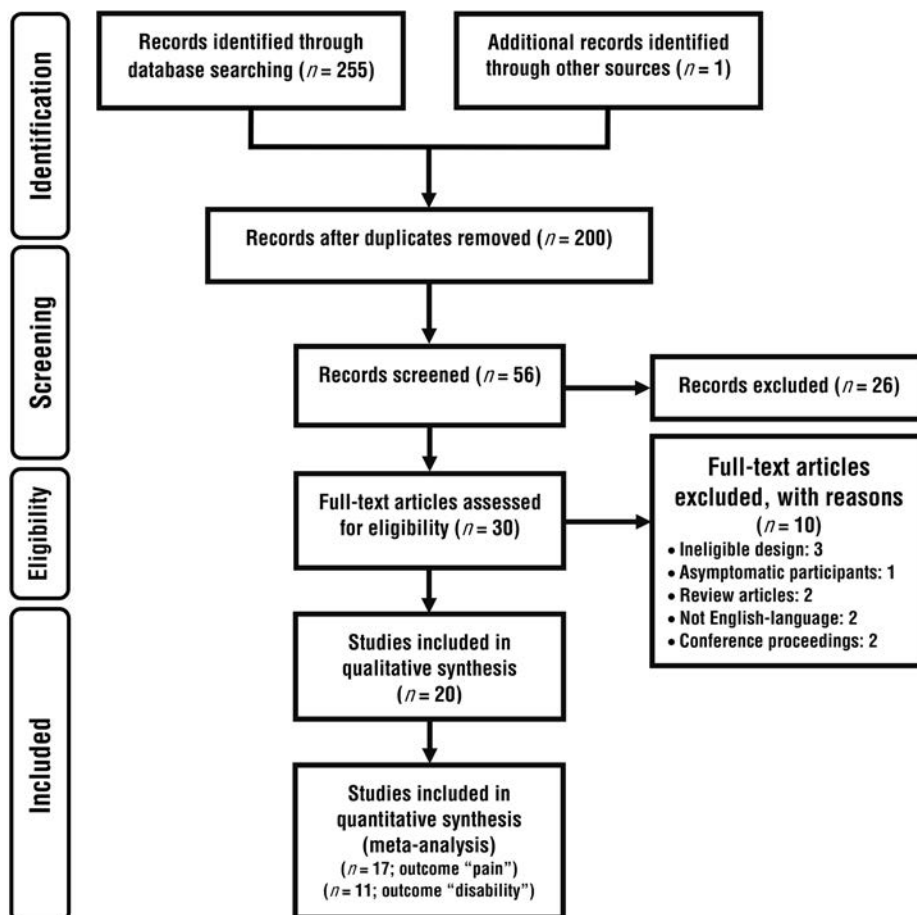 Identification
Records identified through
database searching (n = 255)
Additional records identified
through other sources (n = 1)
Records after duplicates removed (n = 200)
Screening
Records screened (n = 56)
Records excluded (n = 26)
Eligibility
Full-text articles assessed
for eligibility (n = 30)
Full-text articles
excluded, with reasons
(n = 10)
• Ineligible design: 3
• Asymptomatic participants: 1
• Review articles: 2
• Not English-language: 2
• Conference proceedings: 2
Included
Studies included in
qualitative synthesis
(n = 20)
Studies included in
quantitative synthesis
(meta-analysis)
(n = 17; outcome “pain”)
(n = 11; outcome “disability”)